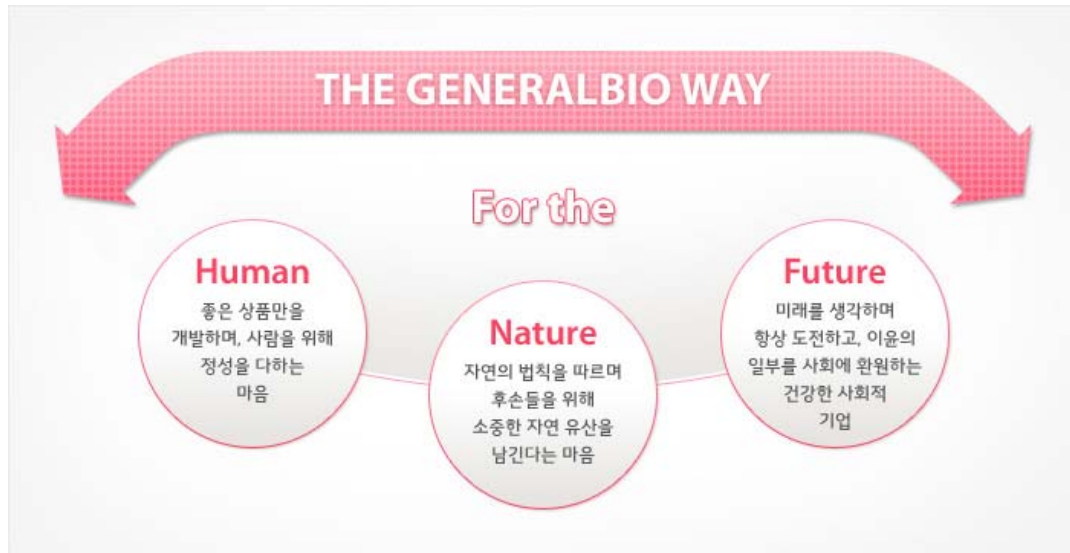 THE GENERALBIO WAY
For the
Human
좋은 상품만을
개발하며, 사람을 위해
정성을 다하는
마음
Nature
자연의 법칙을 따르며
후손들을 위해
소중한 자연 유산을
남긴다는 마음
Future
미래를 생각하며
항상 도전하고, 이윤의
일부를 사회에 환원하는
건강한 사회적
기업